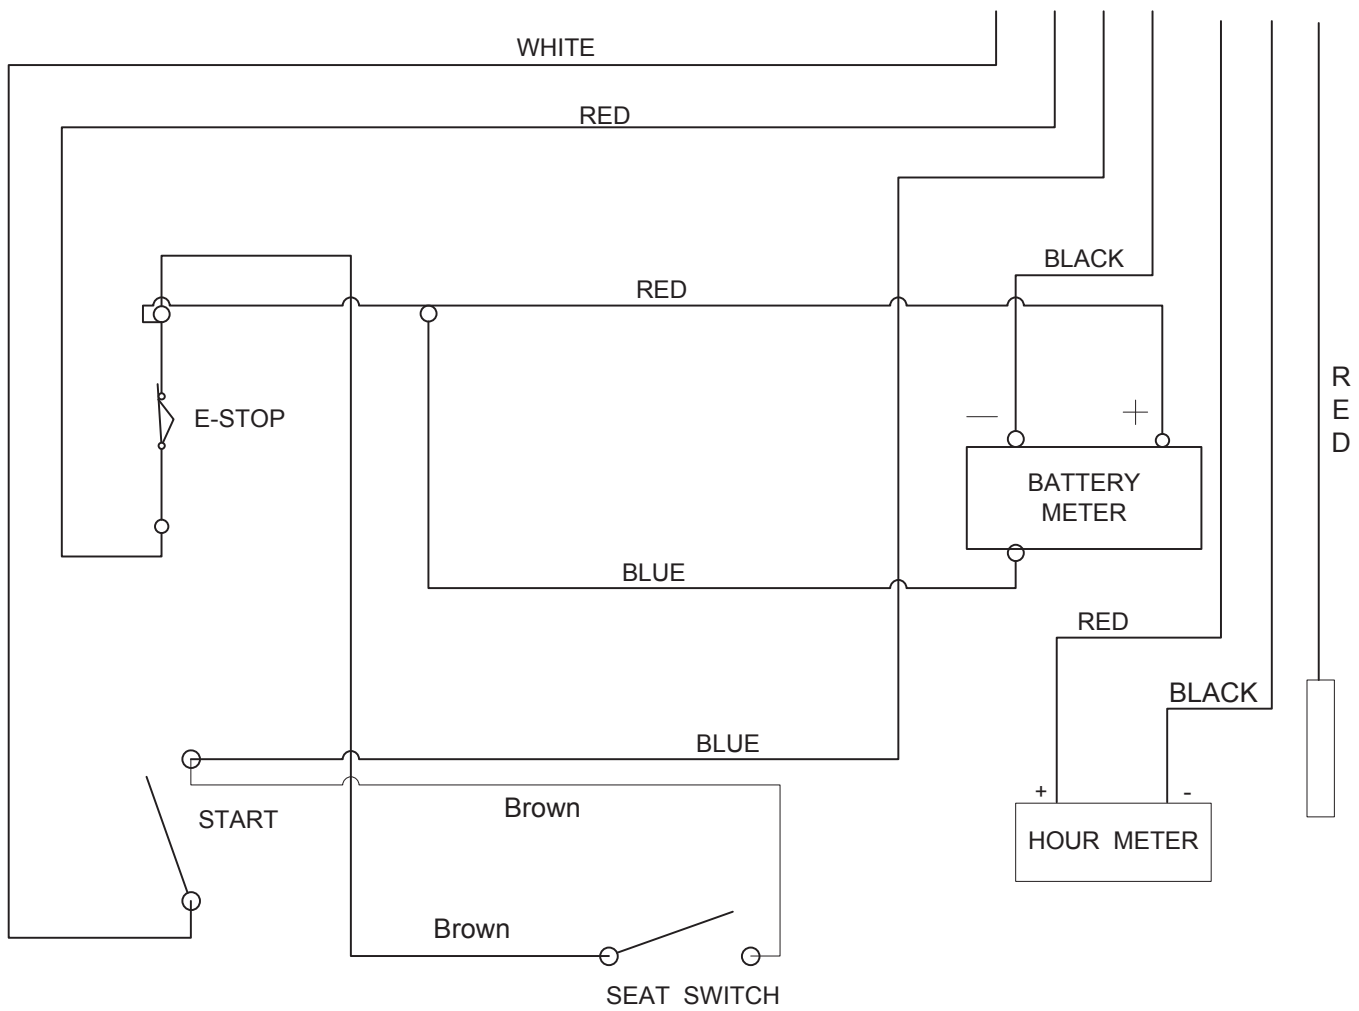 WHITE
RED
BLACK
RED
R
E
D
E-STOP
— +
BATTERY
METER
BLUE
RED
BLACK
BLUE
+ -
Brown
START
HOUR METER
Brown
SEAT SWITCH